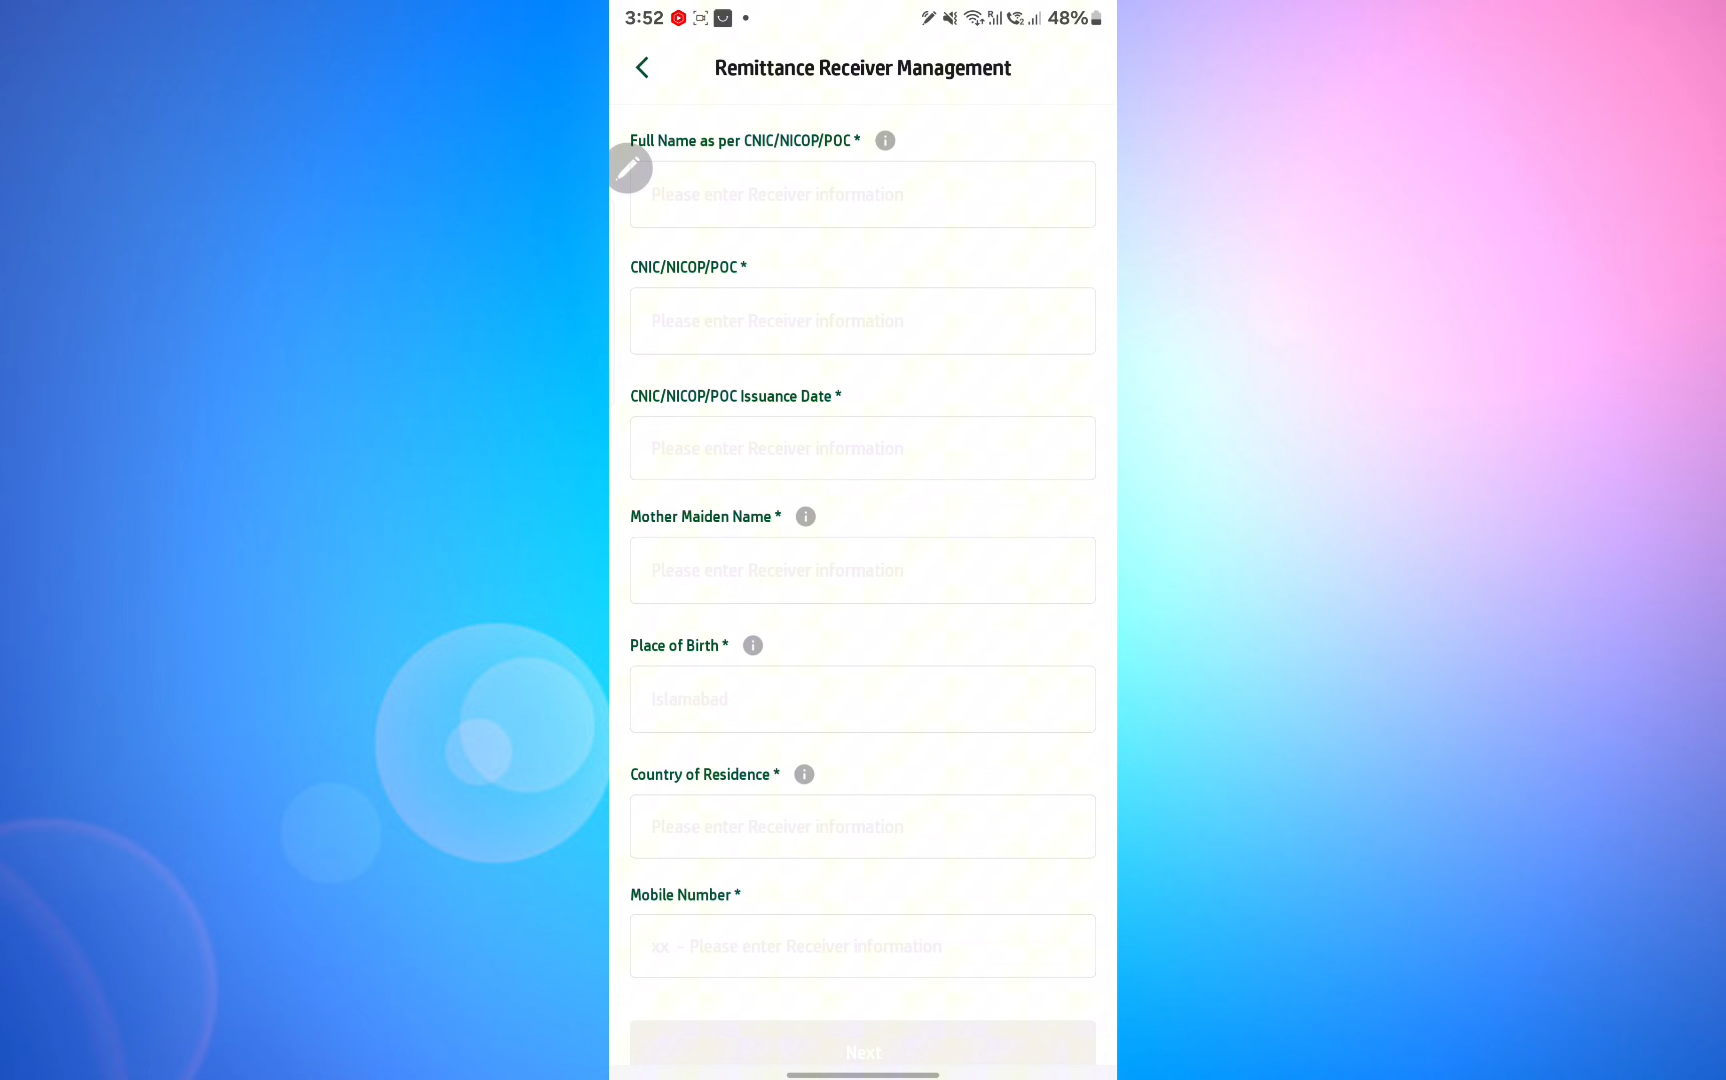 3:52
48%
Remittance Receiver Management
Full Name as per CNIC/NICOP/POC *
Please enter Receiver information
CNIC/NICOP/POC *
Please enter Receiver information
CNIC/NICOP/POC Issuance Date *
Please enter Receiver information
Mother Maiden Name *
Please enter Receiver information
Place of Birth *
Islamabad
Country of Residence *
Please enter Receiver information
Mobile Number *
xx - Please enter Receiver information
Next